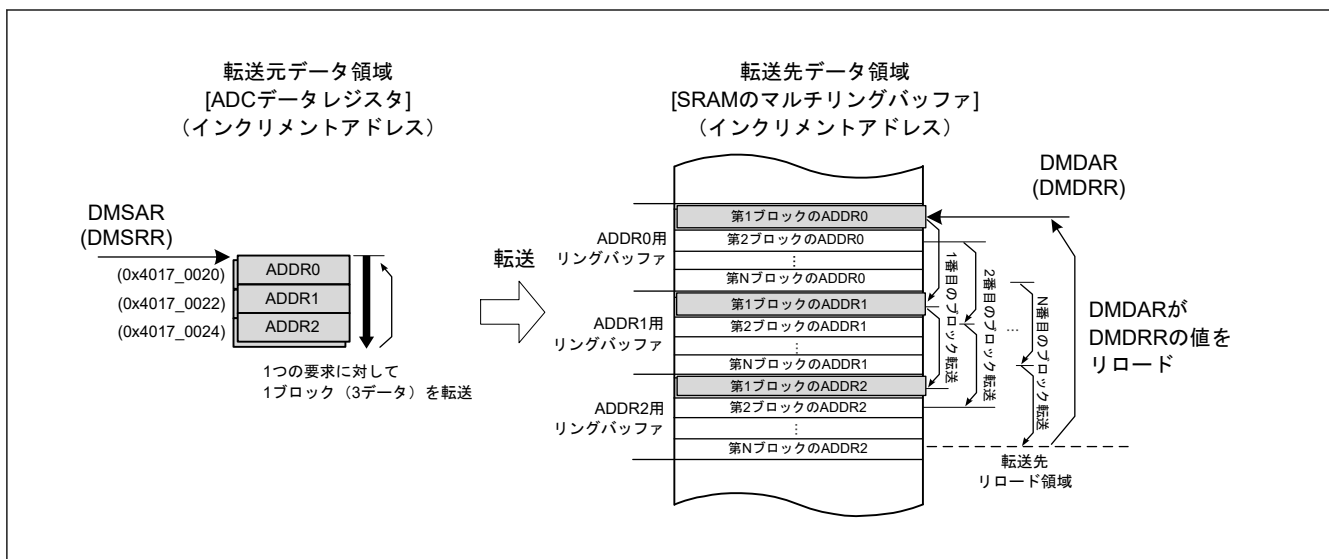 転送元データ領域
[ADCデータレジスタ]
（インクリメントアドレス）
DMSAR
(DMSRR)
(0x4017_0020)
(0x4017_0022)
(0x4017_0024)
ADDR0
ADDR1
ADDR2
1つの要求に対して
1ブロック（3データ）を転送
転送
転送先データ領域
[SRAMのマルチリングバッファ]
（インクリメントアドレス）
ADDR0用
リングバッファ
ADDR1用
リングバッファ
ADDR2用
リングバッファ
第1ブロックのADDR0
第2ブロックのADDR0
⋮
第NブロックのADDR0
第1ブロックのADDR1
第2ブロックのADDR1
⋮
第NブロックのADDR1
第1ブロックのADDR2
第2ブロックのADDR2
⋮
第NブロックのADDR2
1番目のブロック転送
2番目のブロック転送
…
N番目のブロック転送
DMDAR
(DMDRR)
DMDARが
DMDRRの値を
リロード
転送先
リロード領域